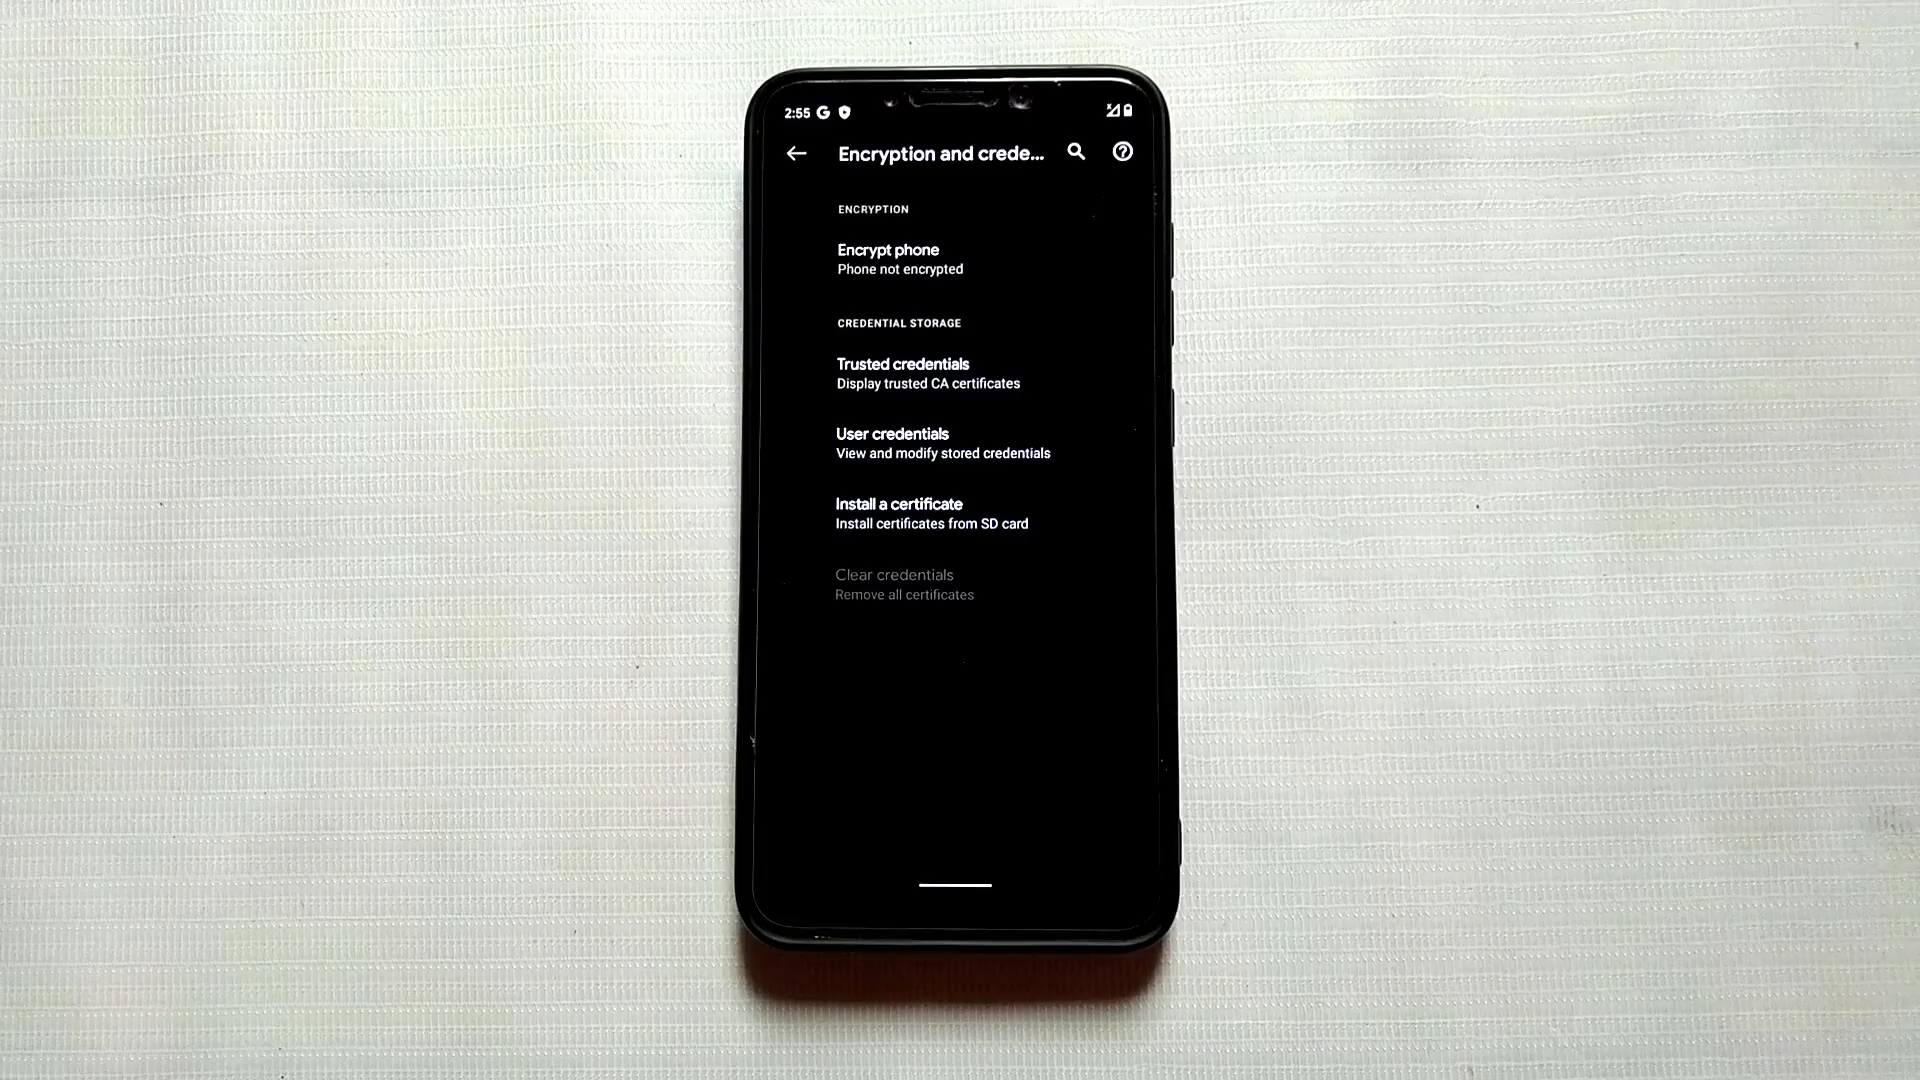 2:55
Encryption and crede...
ENCRYPTION
Encrypt phone
Phone not encrypted
CREDENTIAL STORAGE
Trusted credentials
Display trusted CA certificates
User credentials
View and modify stored credentials
Install a certificate
Install certificates from SD card
Clear credentials
Remove all certificates